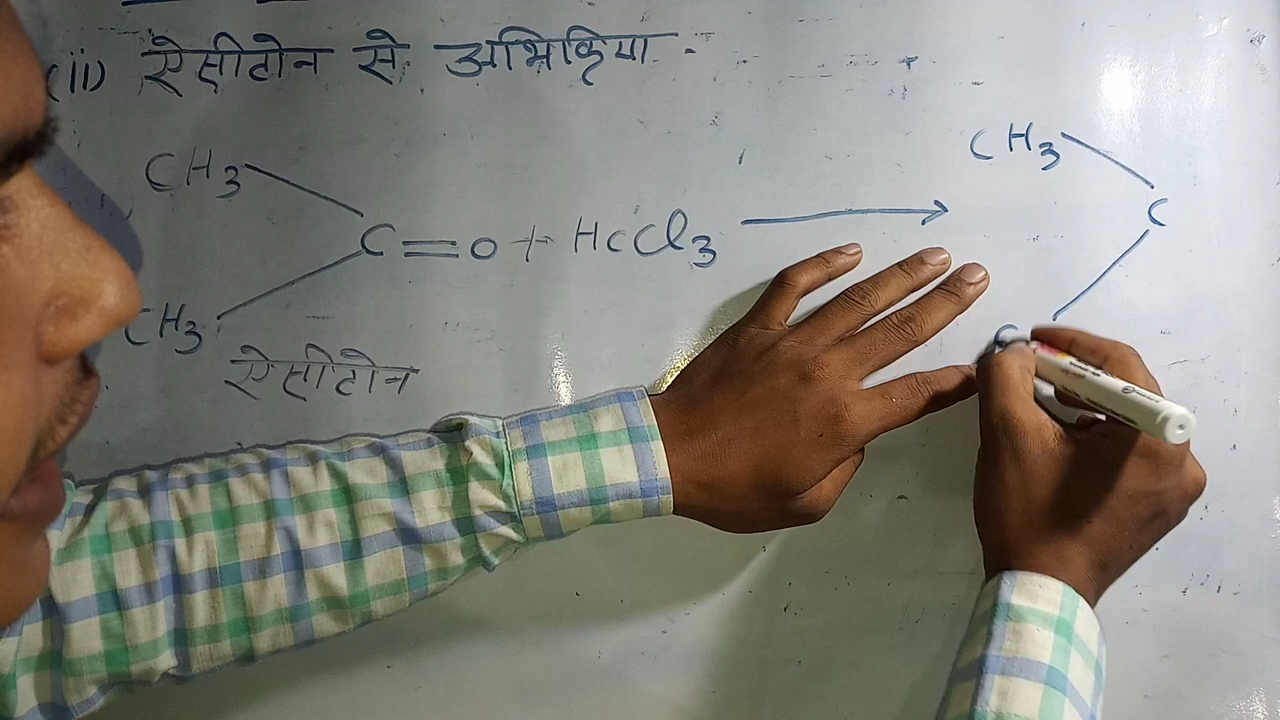 (ii) ऐसीटोन से अभिक्रिया -
CH3
CH3
C
C=O + HCCl3 →
CH3
C
ऐसीटोन